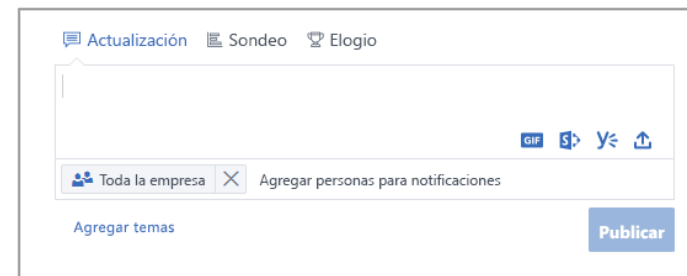 Actualización Sondeo Elogio
GIF
Toda la empresa Agregar personas para notificaciones
Agregar temas
Publicar